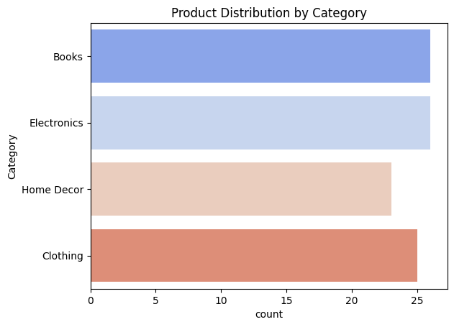 Product Distribution by Category
Books
Electronics
Home Decor
Clothing
Category
0 5 10 15 20 25
count